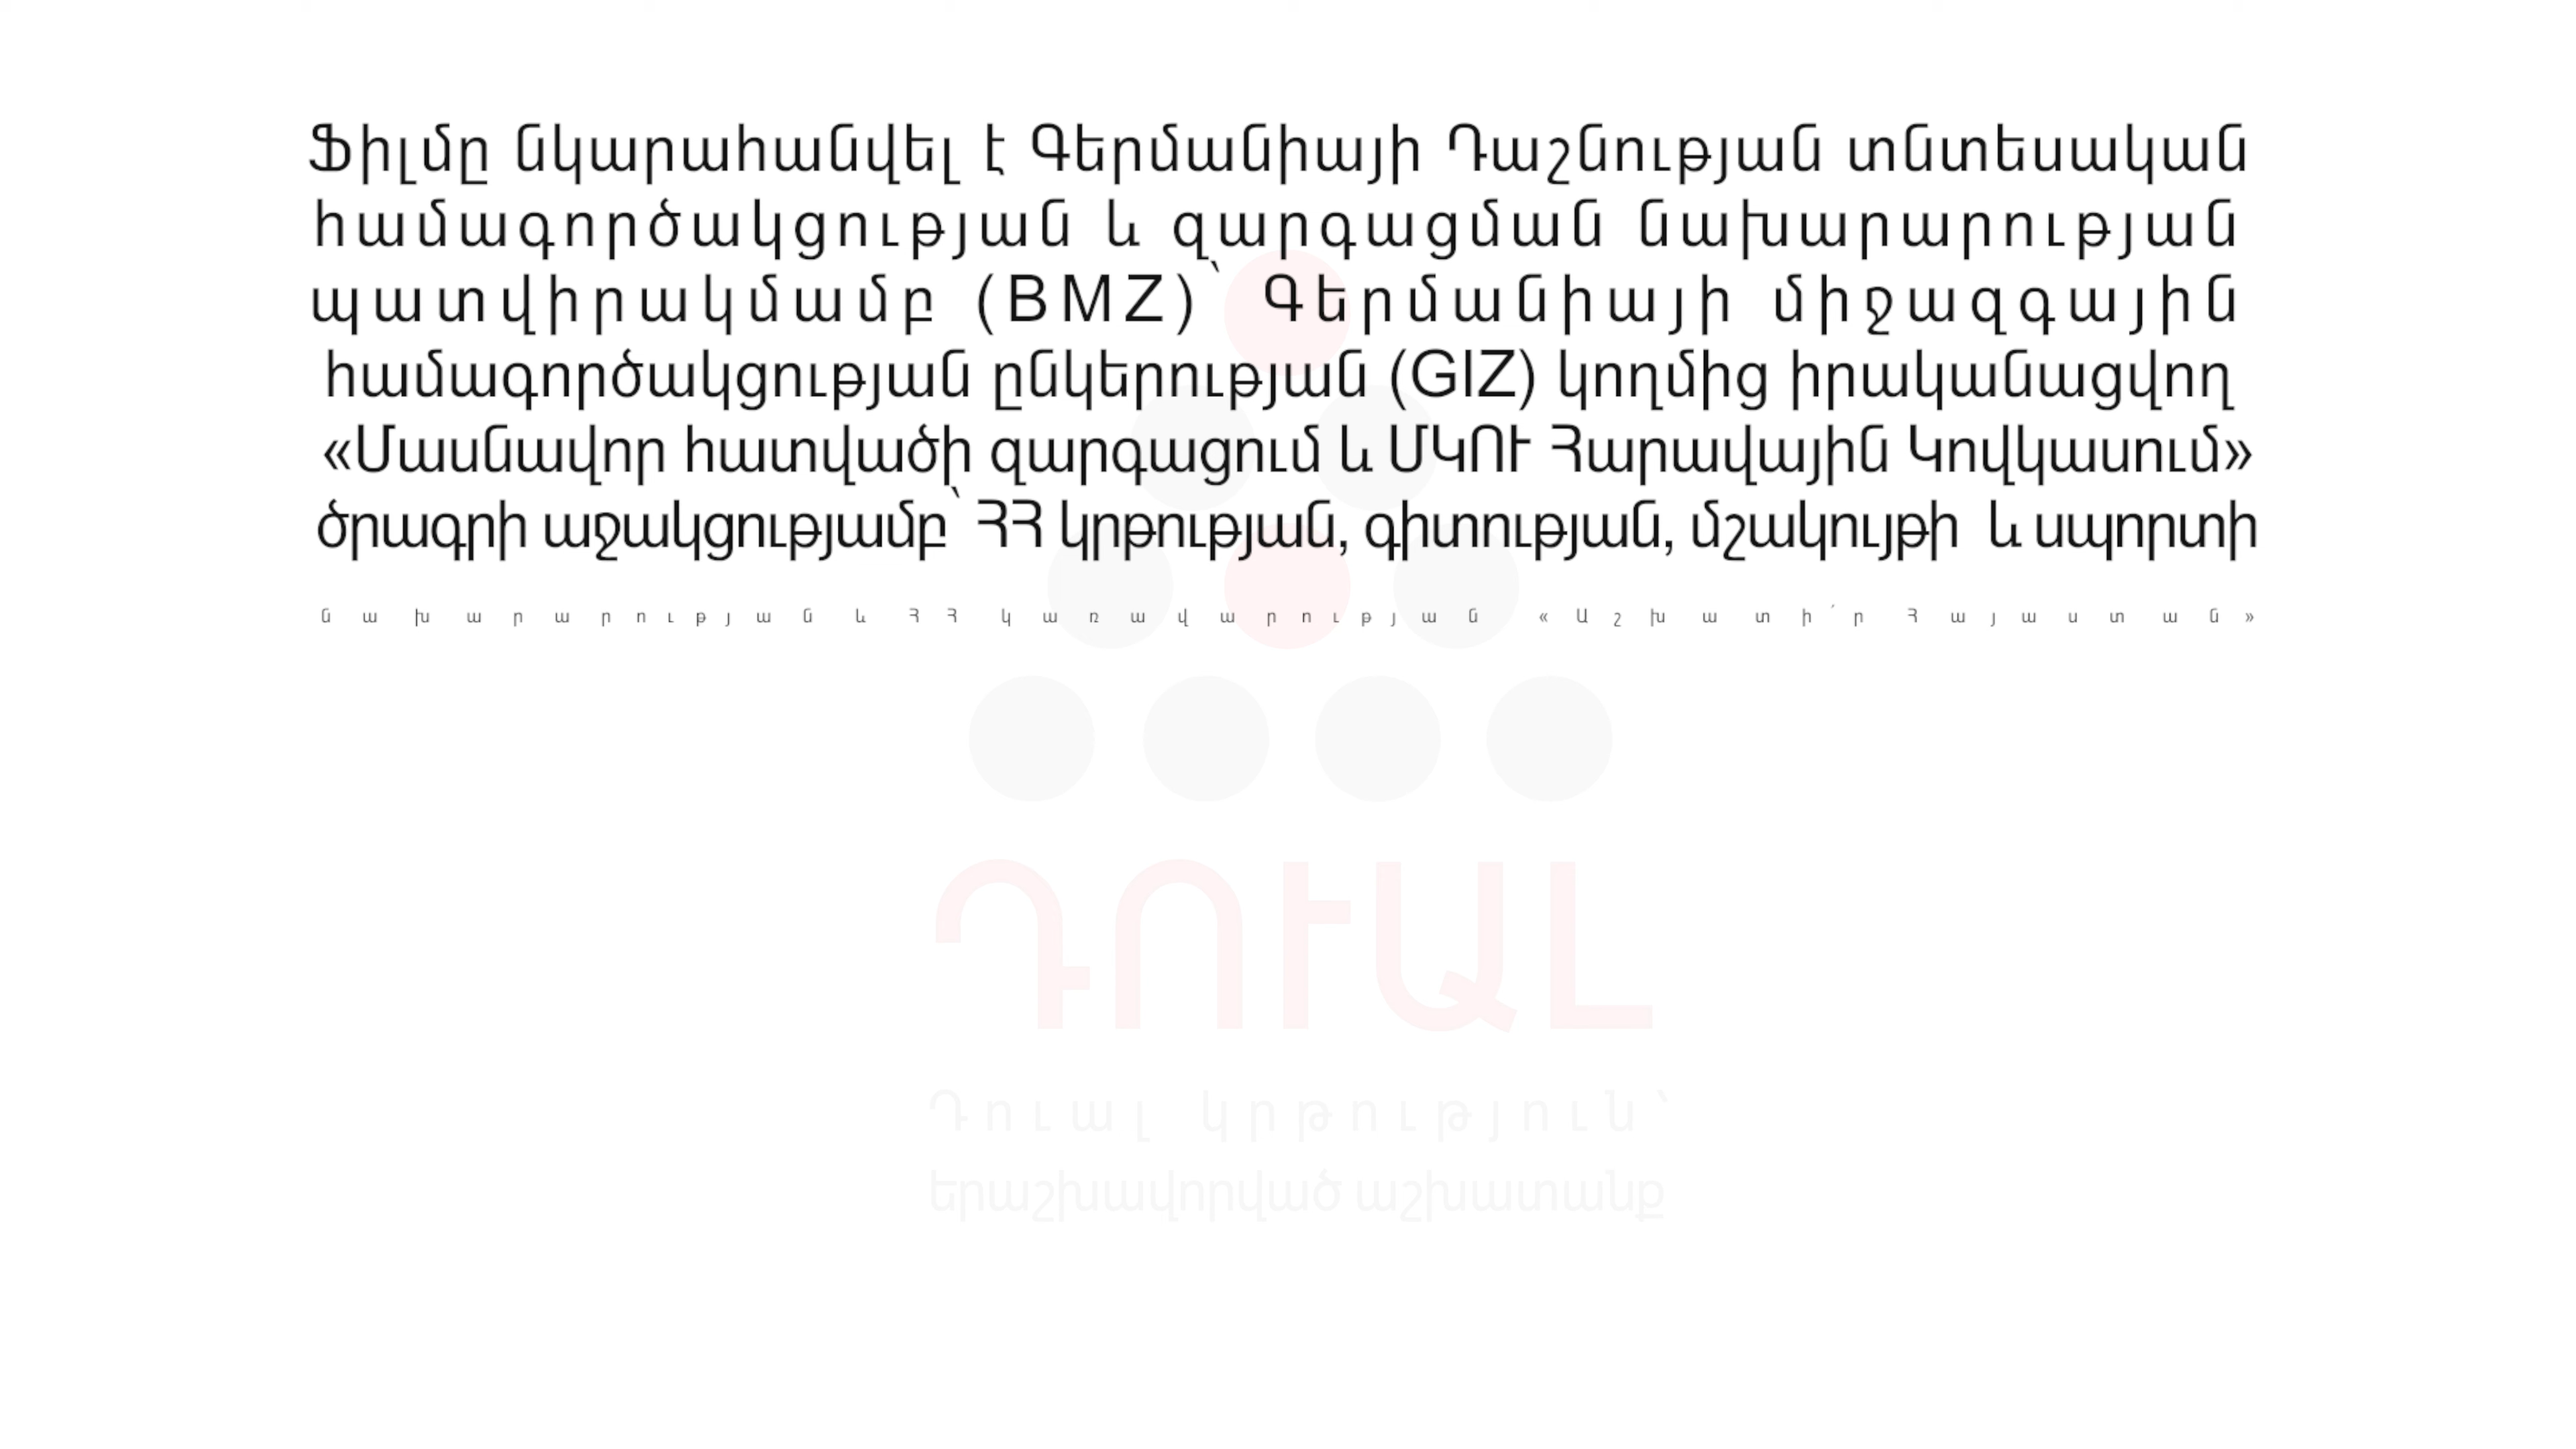 Ֆիլմը նկարահանվել է Գերմանիայի Դաշնության տնտեսական
համագործակցության և զարգացման նախարարության
պատվիրակմամբ (BMZ)՝ Գերմանիայի միջազգային
համագործակցության ընկերության (GIZ) կողմից իրականացվող
«Մասնավոր հատվածի զարգացում և ՄԿՈՒ Հարավային Կովկասում»
ծրագրի աջակցությամբ՝ ՀՀ կրթության, գիտության, մշակույթի և սպորտի
նախարարության և ՀՀ կառավարության «Աշխատի՛ր Հայաստան»
ԴՈՒԱԼ
Դուալ կրթություն՝
երաշխավորված աշխատանք